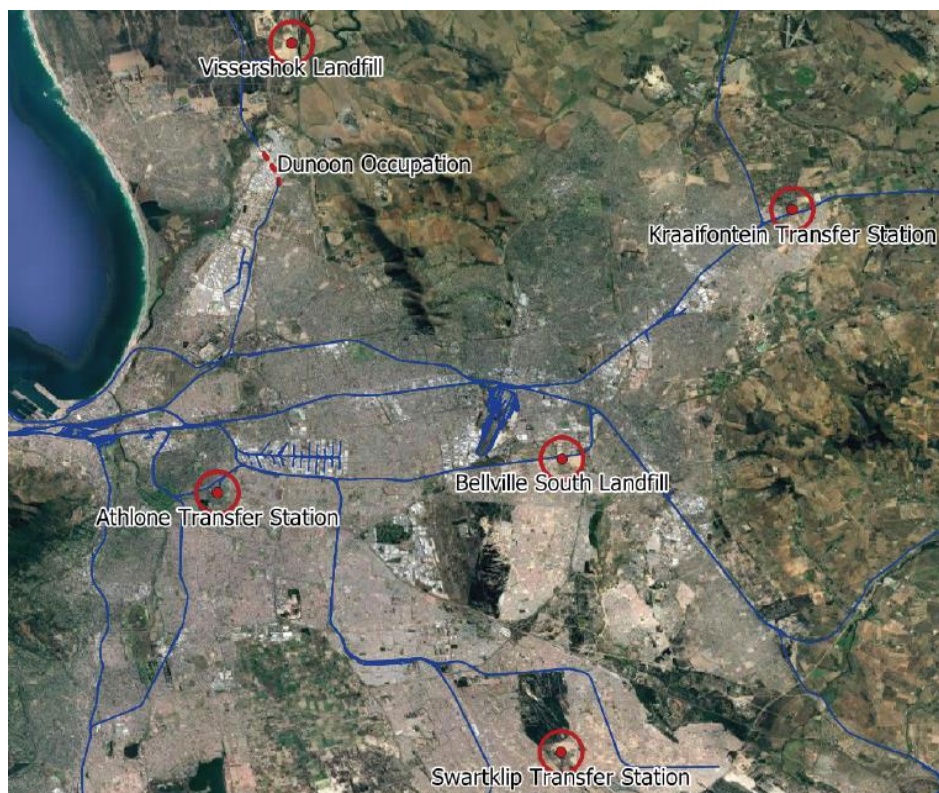 Vissershok Landfill
Dunoon Occupation
Kraaifontein Transfer Station
Bellville South Landfill
Athlone Transfer Station
Swartklip Transfer Station